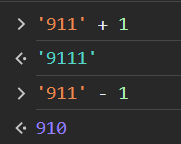 > '911' + 1
<· '9111'
> '911' - 1
<· 910